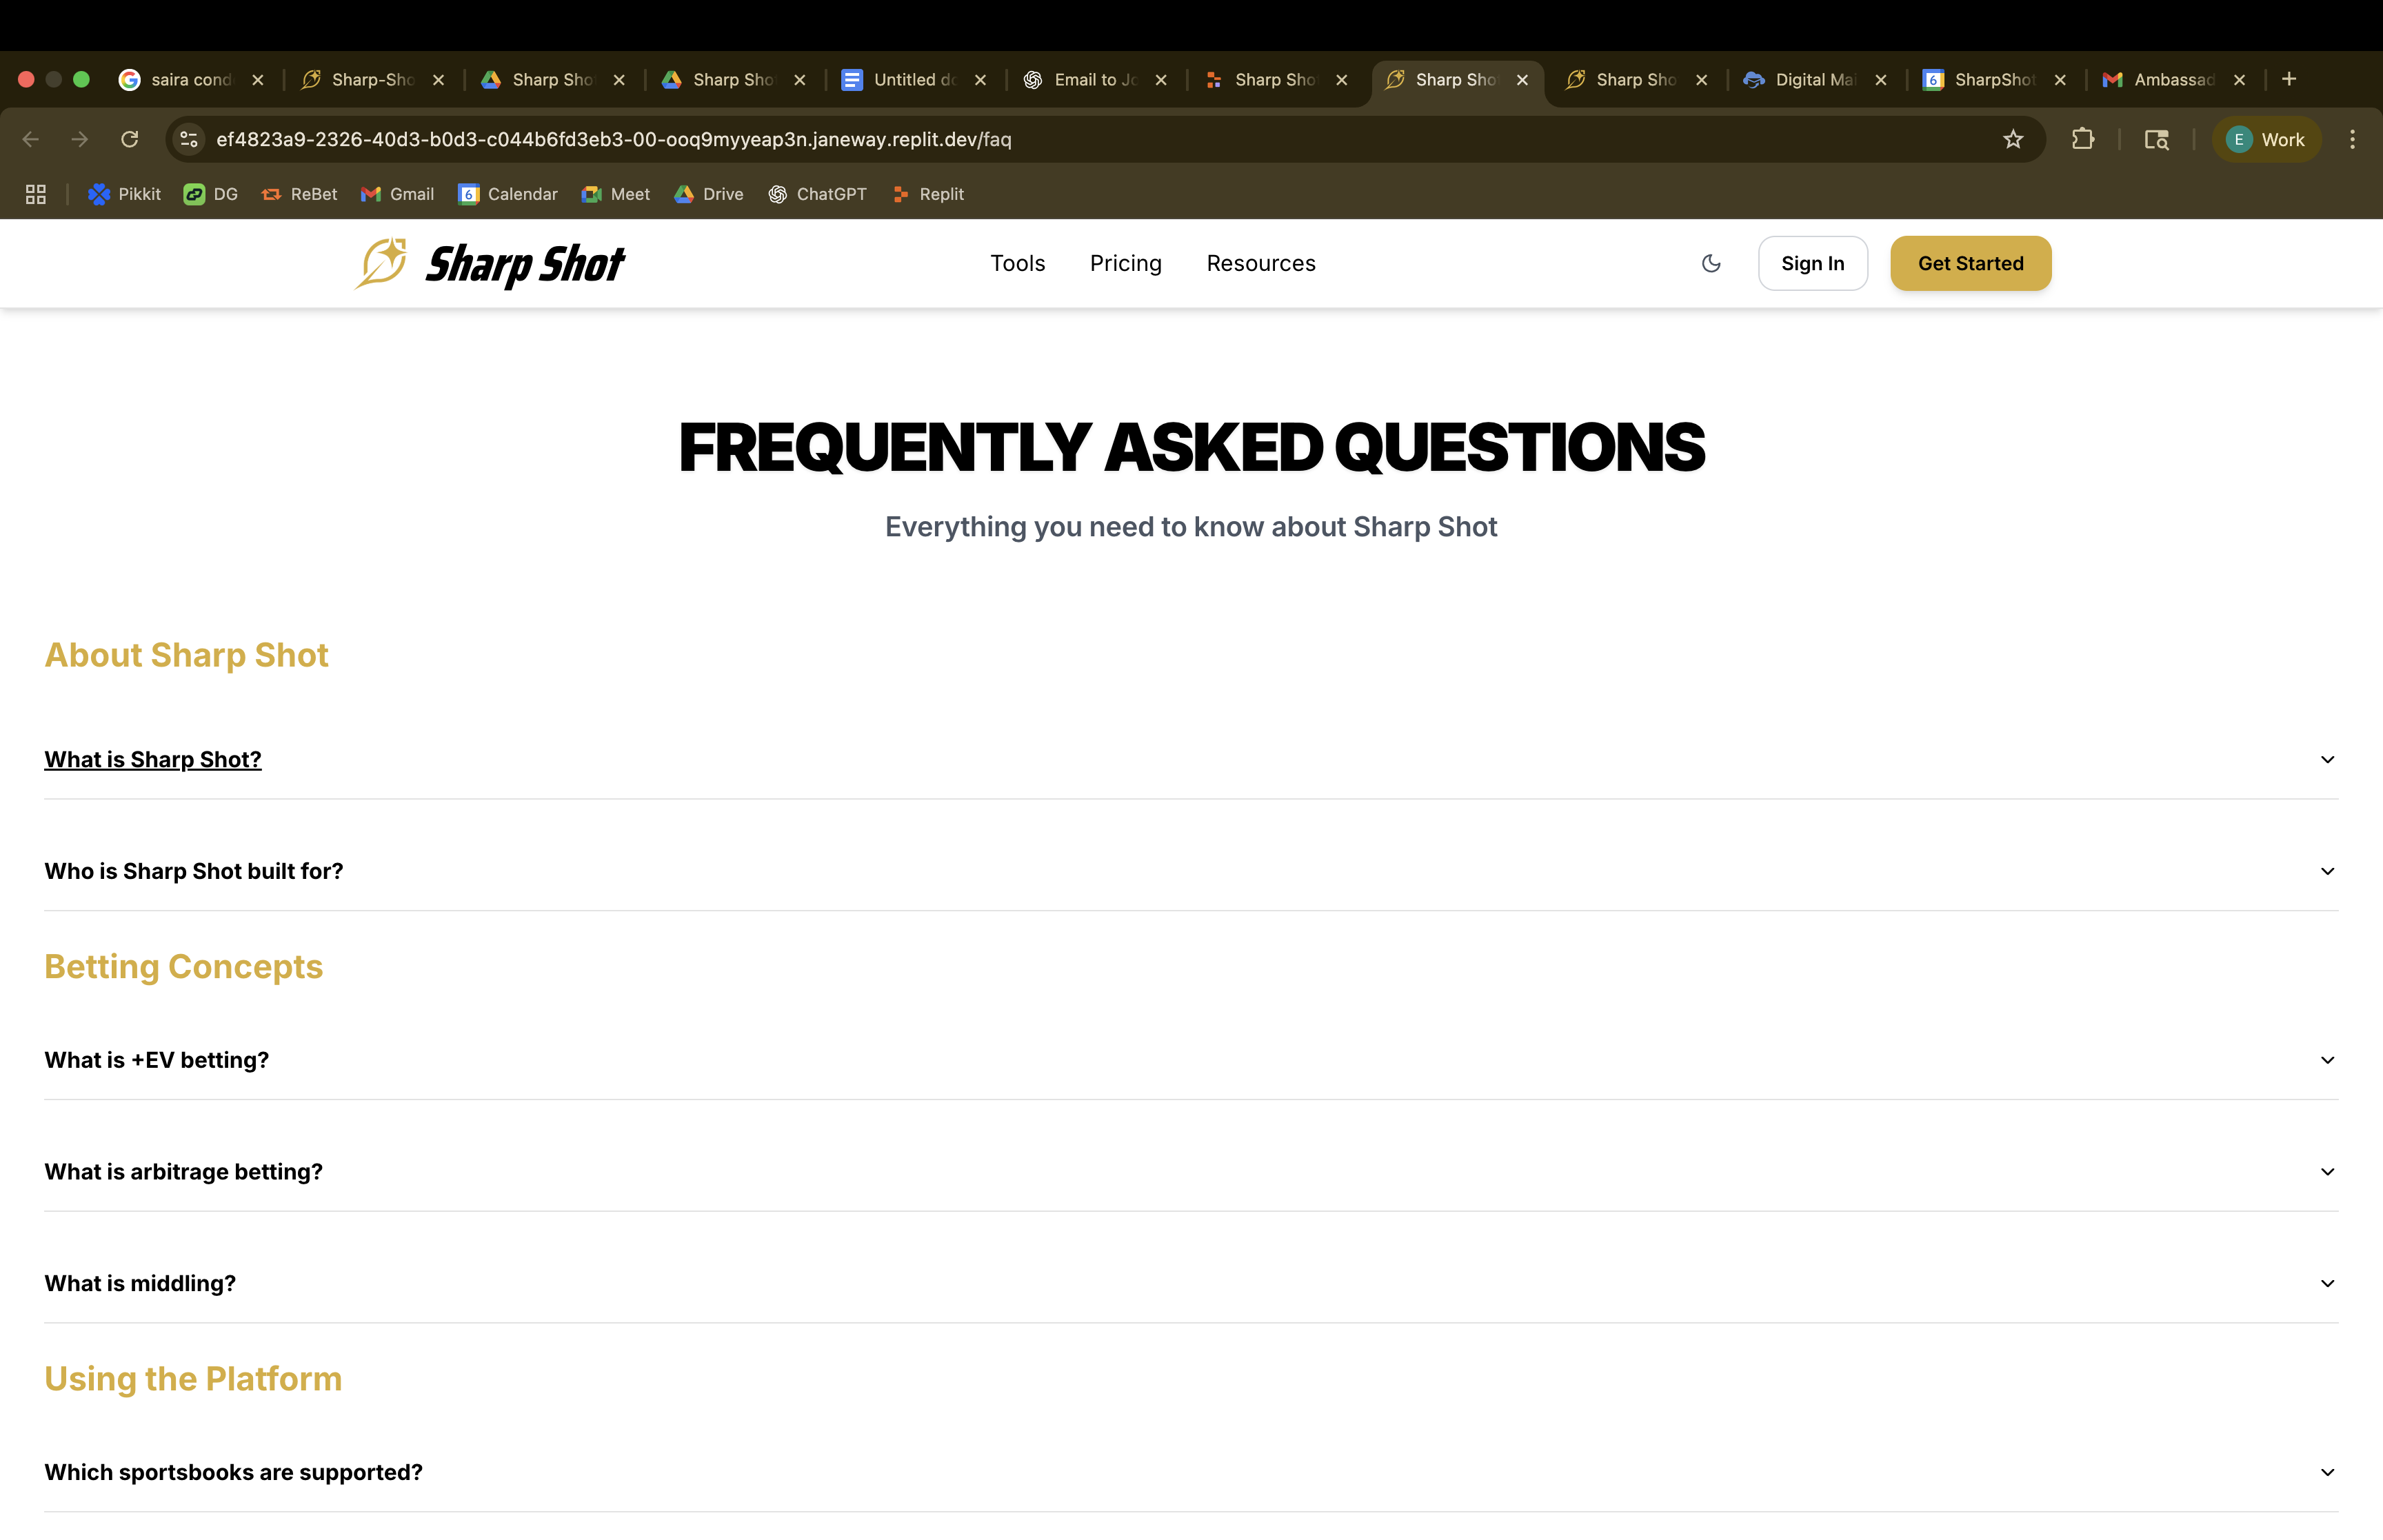 saira cond
Sharp-Sho
Sharp Sho
Sharp Sho
Untitled do
Email to Jo
Sharp Sho
Sharp Sho
Sharp Sho
Digital Mai
SharpShot
Ambassad
ef4823a9-2326-40d3-b0d3-c044b6fd3eb3-00-ooq9myyeap3n.janeway.replit.dev/faq
E Work
Pikkit DG ReBet Gmail 6 Calendar Meet Drive ChatGPT Replit
Sharp Shot
Tools Pricing Resources
Sign In
Get Started
FREQUENTLY ASKED QUESTIONS
Everything you need to know about Sharp Shot
About Sharp Shot
What is Sharp Shot?
Who is Sharp Shot built for?
Betting Concepts
What is +EV betting?
What is arbitrage betting?
What is middling?
Using the Platform
Which sportsbooks are supported?